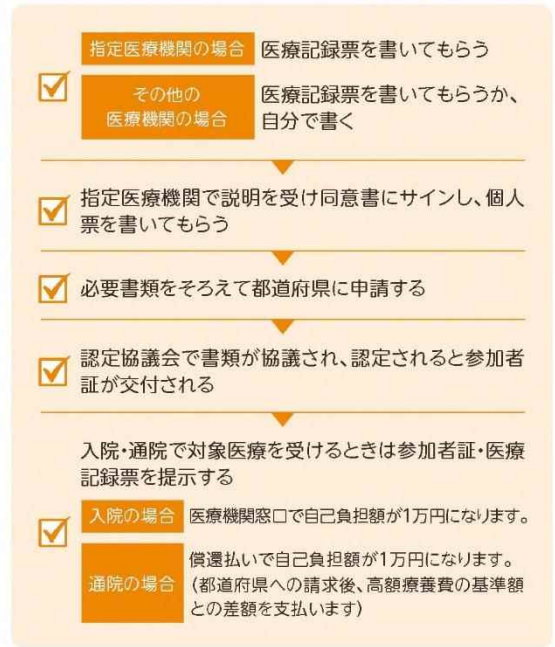 指定医療機関の場合 医療記録票を書いてもらう
その他の
医療機関の場合
医療記録票を書いてもらうか、
自分で書く
指定医療機関で説明を受け同意書にサインし、個人
票を書いてもらう
必要書類をそろえて都道府県に申請する
認定協議会で書類が協議され、認定されると参加者
証が交付される
入院・通院で対象医療を受けるときは参加者証・医療
記録票を提示する
入院の場合 医療機関窓口で自己負担額が1万円になります。
通院の場合
償還払いで自己負担額が1万円になります。
(都道府県への請求後、高額療養費の基準額
との差額を支払います)